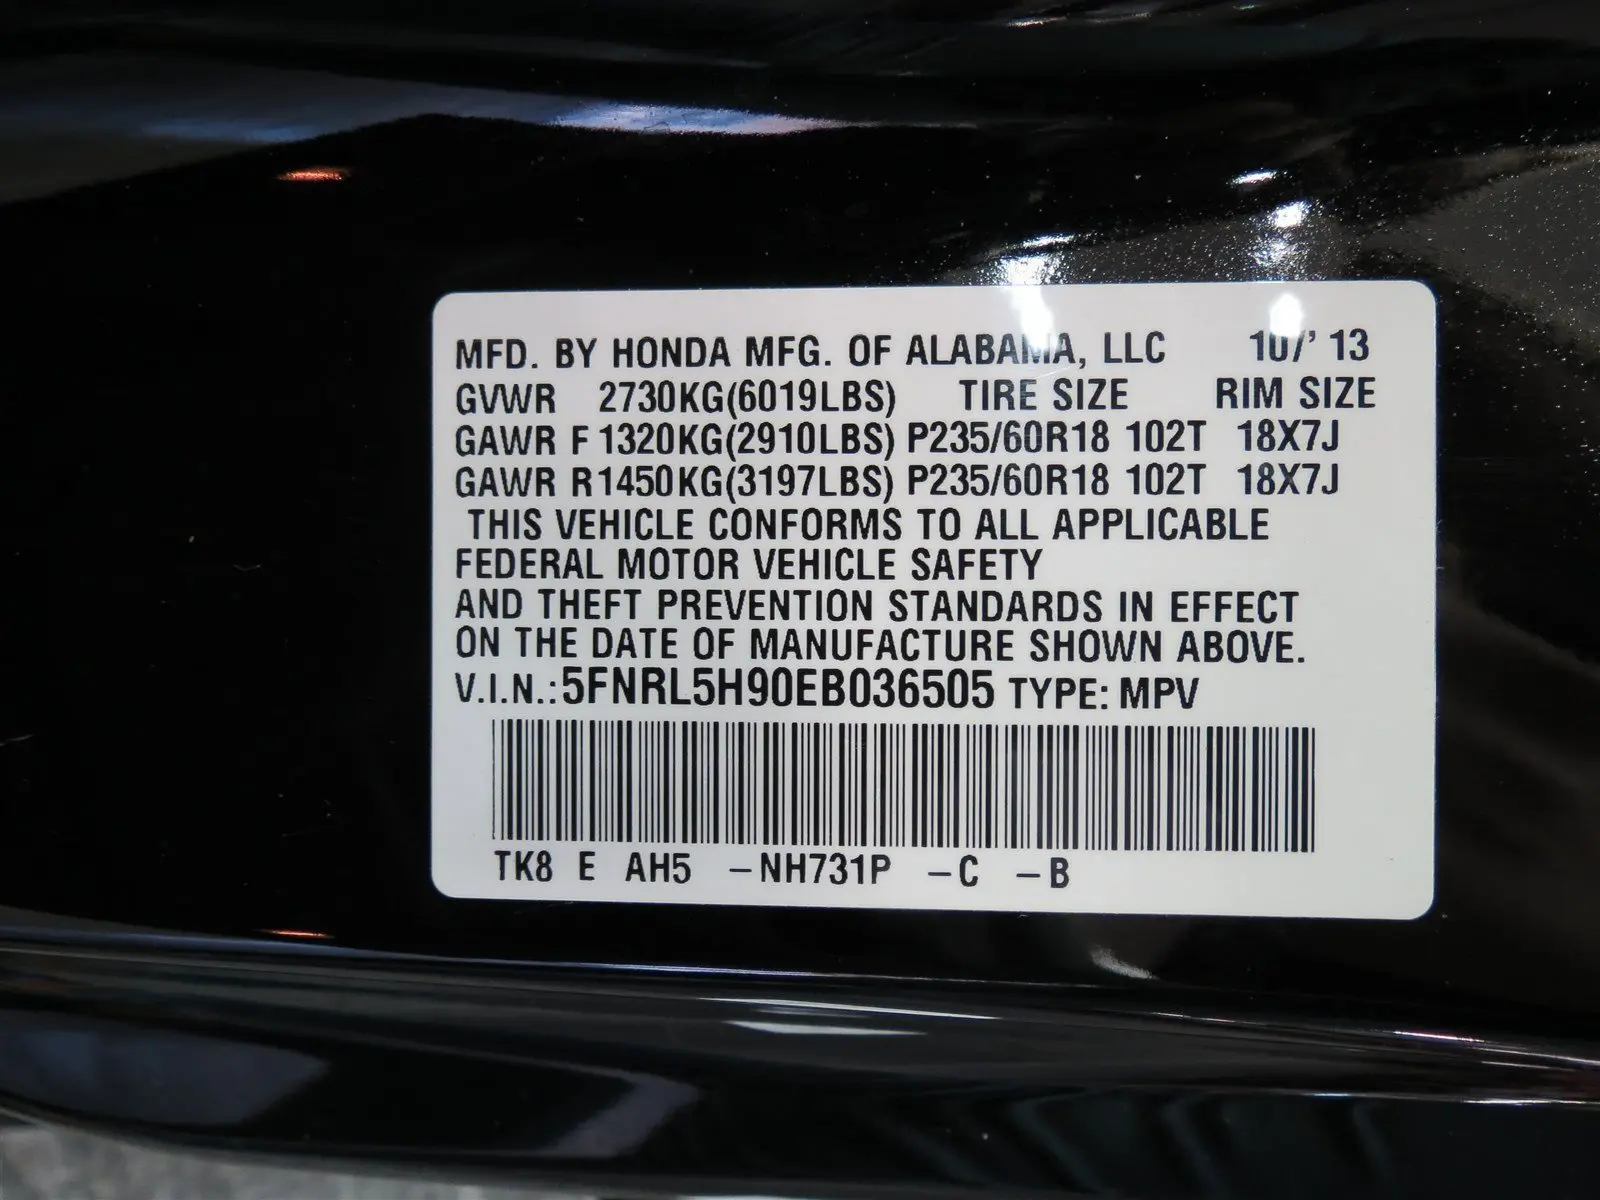 MFD. BY HONDA MFG. OF ALABAMA, LLC 10/' 13
GVWR 2730KG(6019LBS) TIRE SIZE RIM SIZE
GAWR F 1320KG(2910LBS) P235/60R18 102T 18X7J
GAWR R1450KG(3197LBS) P235/60R18 102T 18X7J
THIS VEHICLE CONFORMS TO ALL APPLICABLE
FEDERAL MOTOR VEHICLE SAFETY
AND THEFT PREVENTION STANDARDS IN EFFECT
ON THE DATE OF MANUFACTURE SHOWN ABOVE.
V.I.N.:5FNRL5H90EB036505 TYPE: MPV
TK8 E AH5 –NH731P –C –B